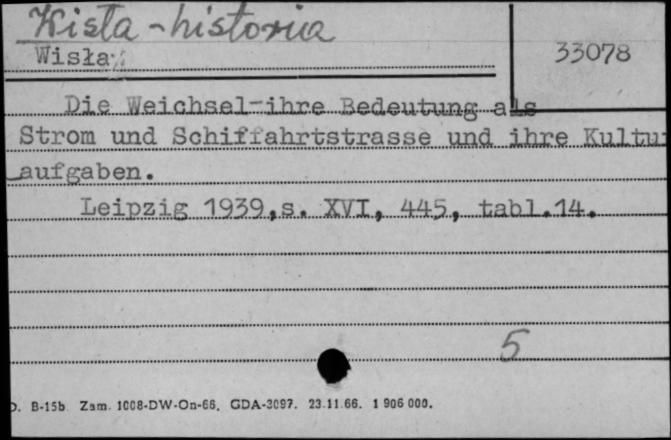 Wisła - historia
Wisła
33078
Die Weichsel-ihre Bedeutung als
Strom und Schiffahrtstrasse und ihre Kultur
aufgaben.
Leipzig 1939,s. XVI, 445, tabl.14.
5
D. B-15b. Zam. 1008-DW-On-66. GDA-3097. 23.11.66. 1 906 000.